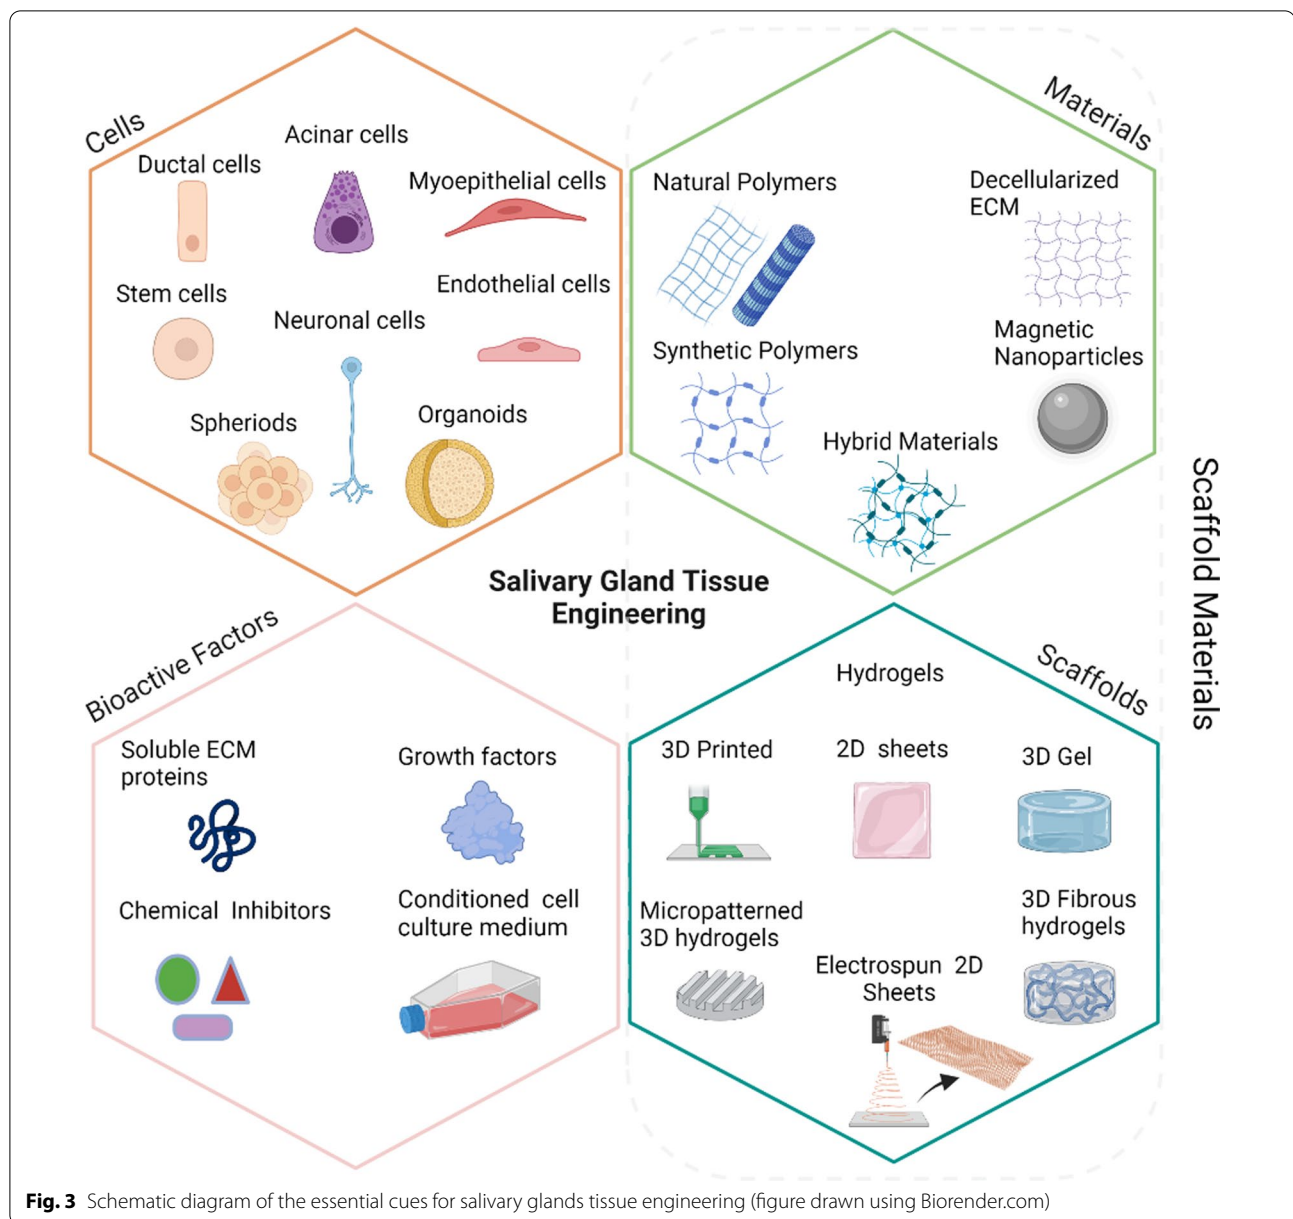 Cells
Acinar cells
Ductal cells
Myoepithelial cells
Stem cells
Endothelial cells
Neuronal cells
Spheriods
Organoids
Materials
Natural Polymers
Decellularized
ECM
Synthetic Polymers
Magnetic
Nanoparticles
Hybrid Materials
Scaffold Materials
Salivary Gland Tissue
Engineering
Bioactive Factors
Soluble ECM
proteins
Growth factors
Chemical Inhibitors
Conditioned cell
culture medium
Scaffolds
Hydrogels
3D Printed
2D sheets
3D Gel
Micropatterned
3D hydrogels
Electrospun 2D
Sheets
3D Fibrous
hydrogels
Fig. 3 Schematic diagram of the essential cues for salivary glands tissue engineering (figure drawn using Biorender.com)